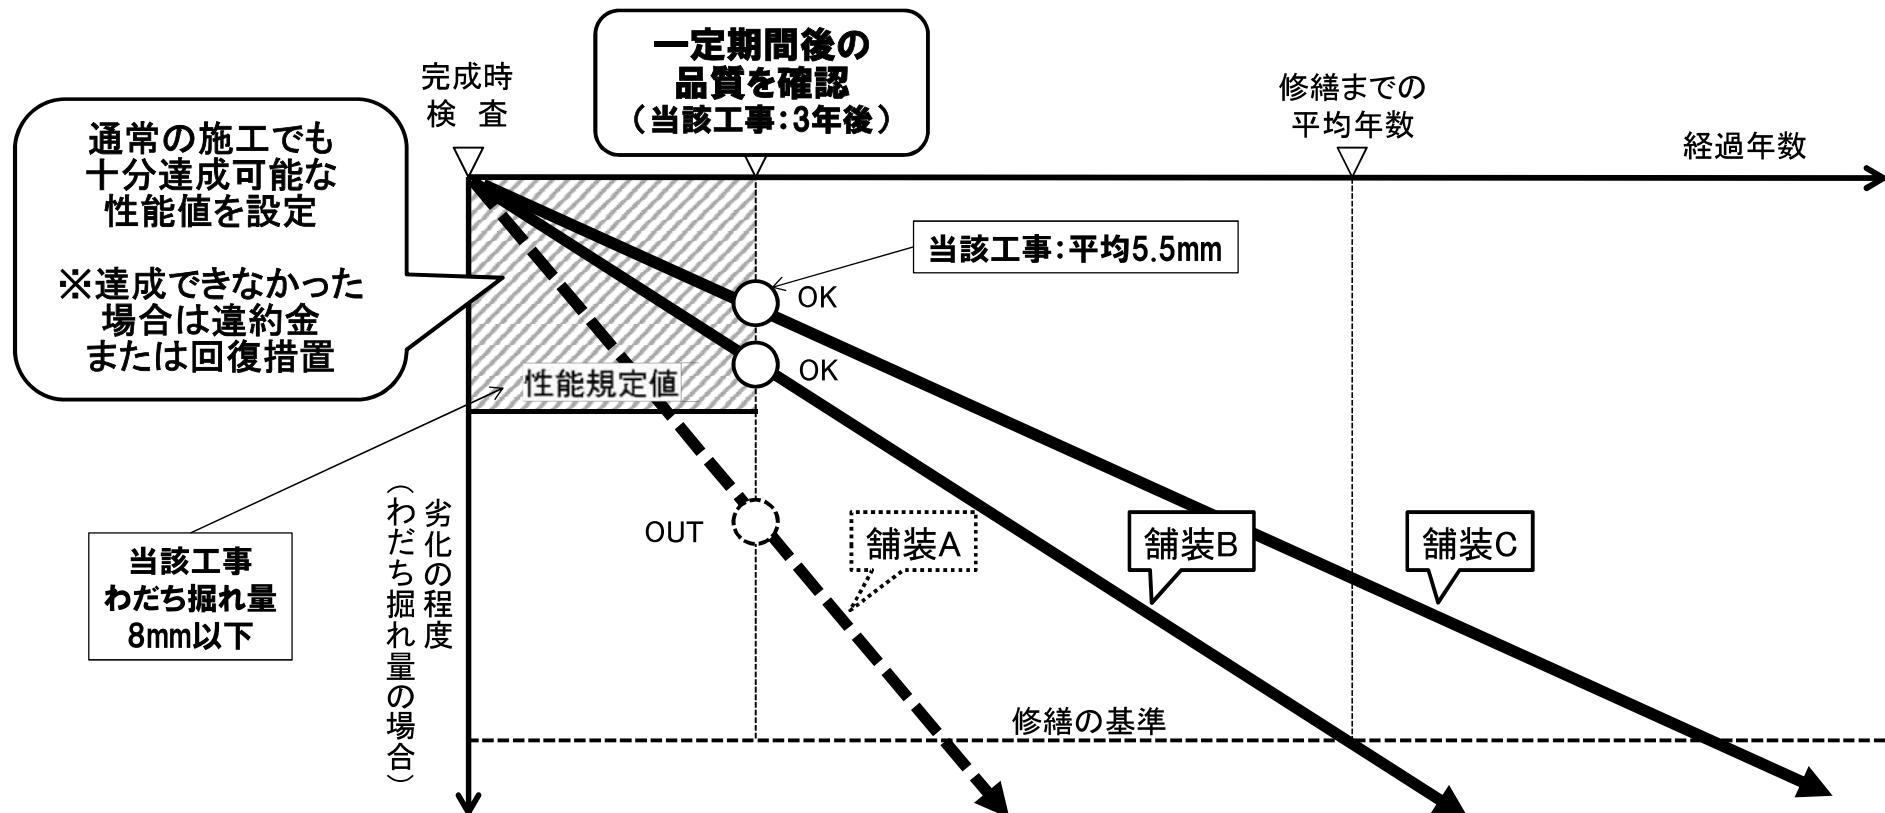 一定期間後の
品質を確認
（当該工事：3年後）
完成時
検 査
修繕までの
平均年数
経過年数
通常の施工でも
十分達成可能な
性能値を設定
※達成できなかった
場合は違約金
または回復措置
当該工事：平均5.5mm
OK
OK
性能規定値
OUT
舗装A
舗装B
舗装C
当該工事
わだち掘れ量
8mm以下
劣化の程度
（わだち掘れ量の場合）
修繕の基準